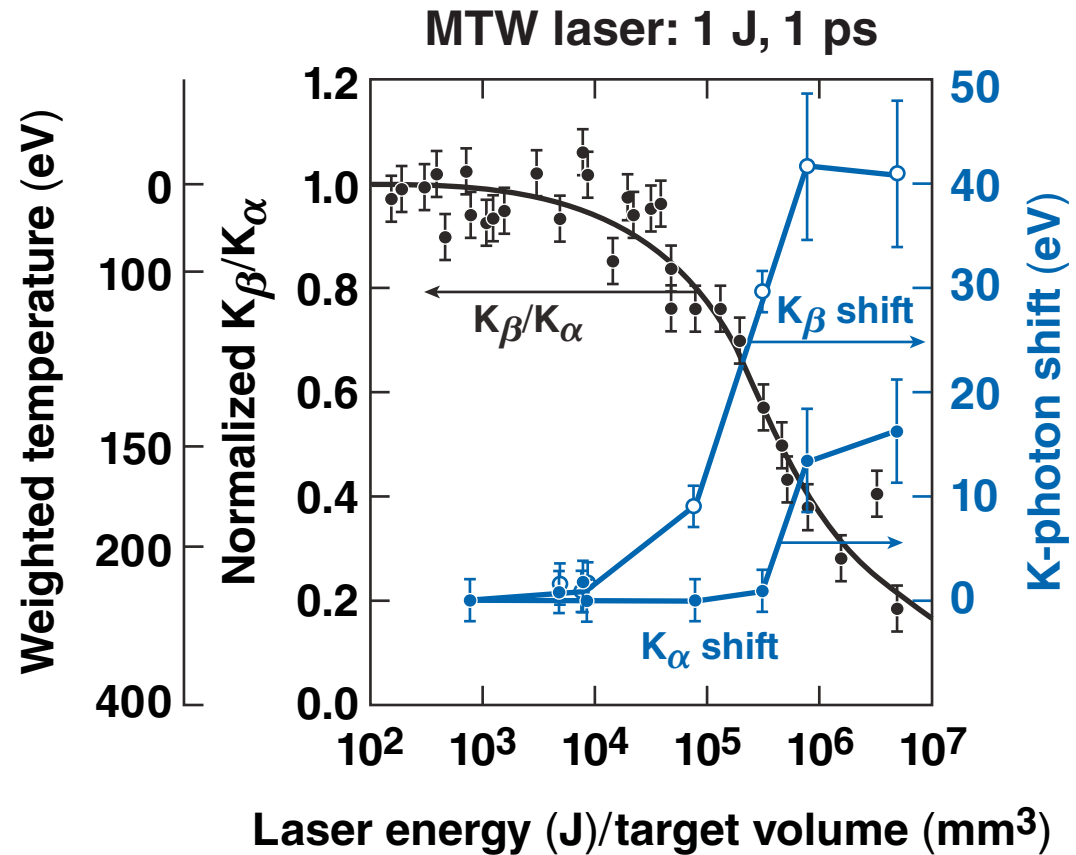 MTW laser: 1 J, 1 ps
Weighted temperature (eV)
0
100
150
200
400
Normalized Kβ/Kα
1.2
1.0
0.8
0.6
0.4
0.2
0.0
Kβ/Kα
Kβ shift
Kα shift
50
40
30
20
10
0
K-photon shift (eV)
10² 10³ 10⁴ 10⁵ 10⁶ 10⁷
Laser energy (J)/target volume (mm³)